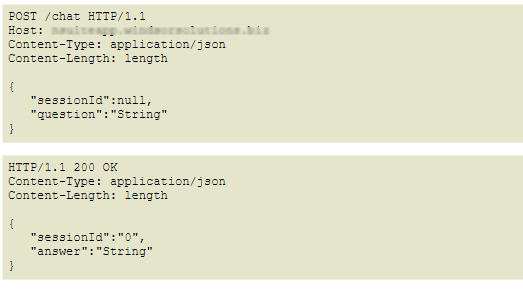 POST /chat HTTP/1.1
Host:
Content-Type: application/json
Content-Length: length
{
"sessionId":null,
"question":"String"
}
HTTP/1.1 200 OK
Content-Type: application/json
Content-Length: length
{
"sessionId":"0",
"answer":"String"
}